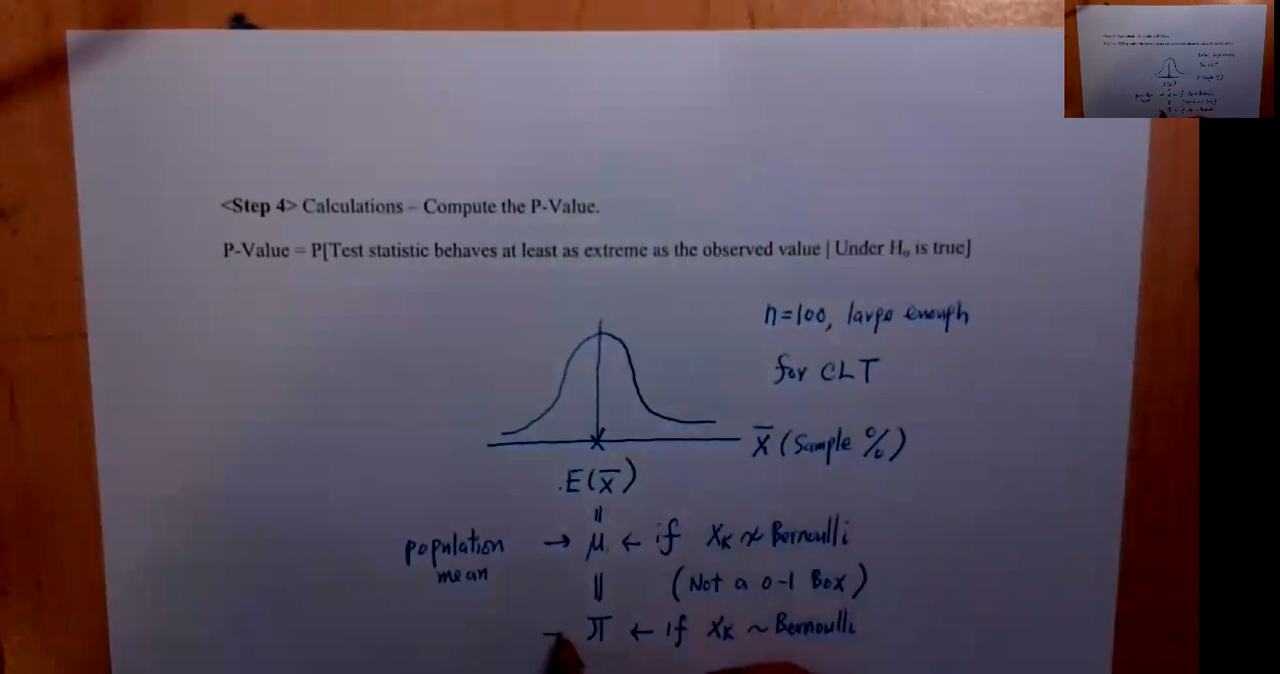 <Step 4> Calculations – Compute the P-Value.
P-Value = P[Test statistic behaves at least as extreme as the observed value | Under H₀ is true]
n=100, large enough
for CLT
X̄ (Sample %)
E(X̄)
||
population mean → μ ← if Xₖ ≁ Bernoulli
|| (Not a 0-1 Box)
π ← if Xₖ ~ Bernoulli